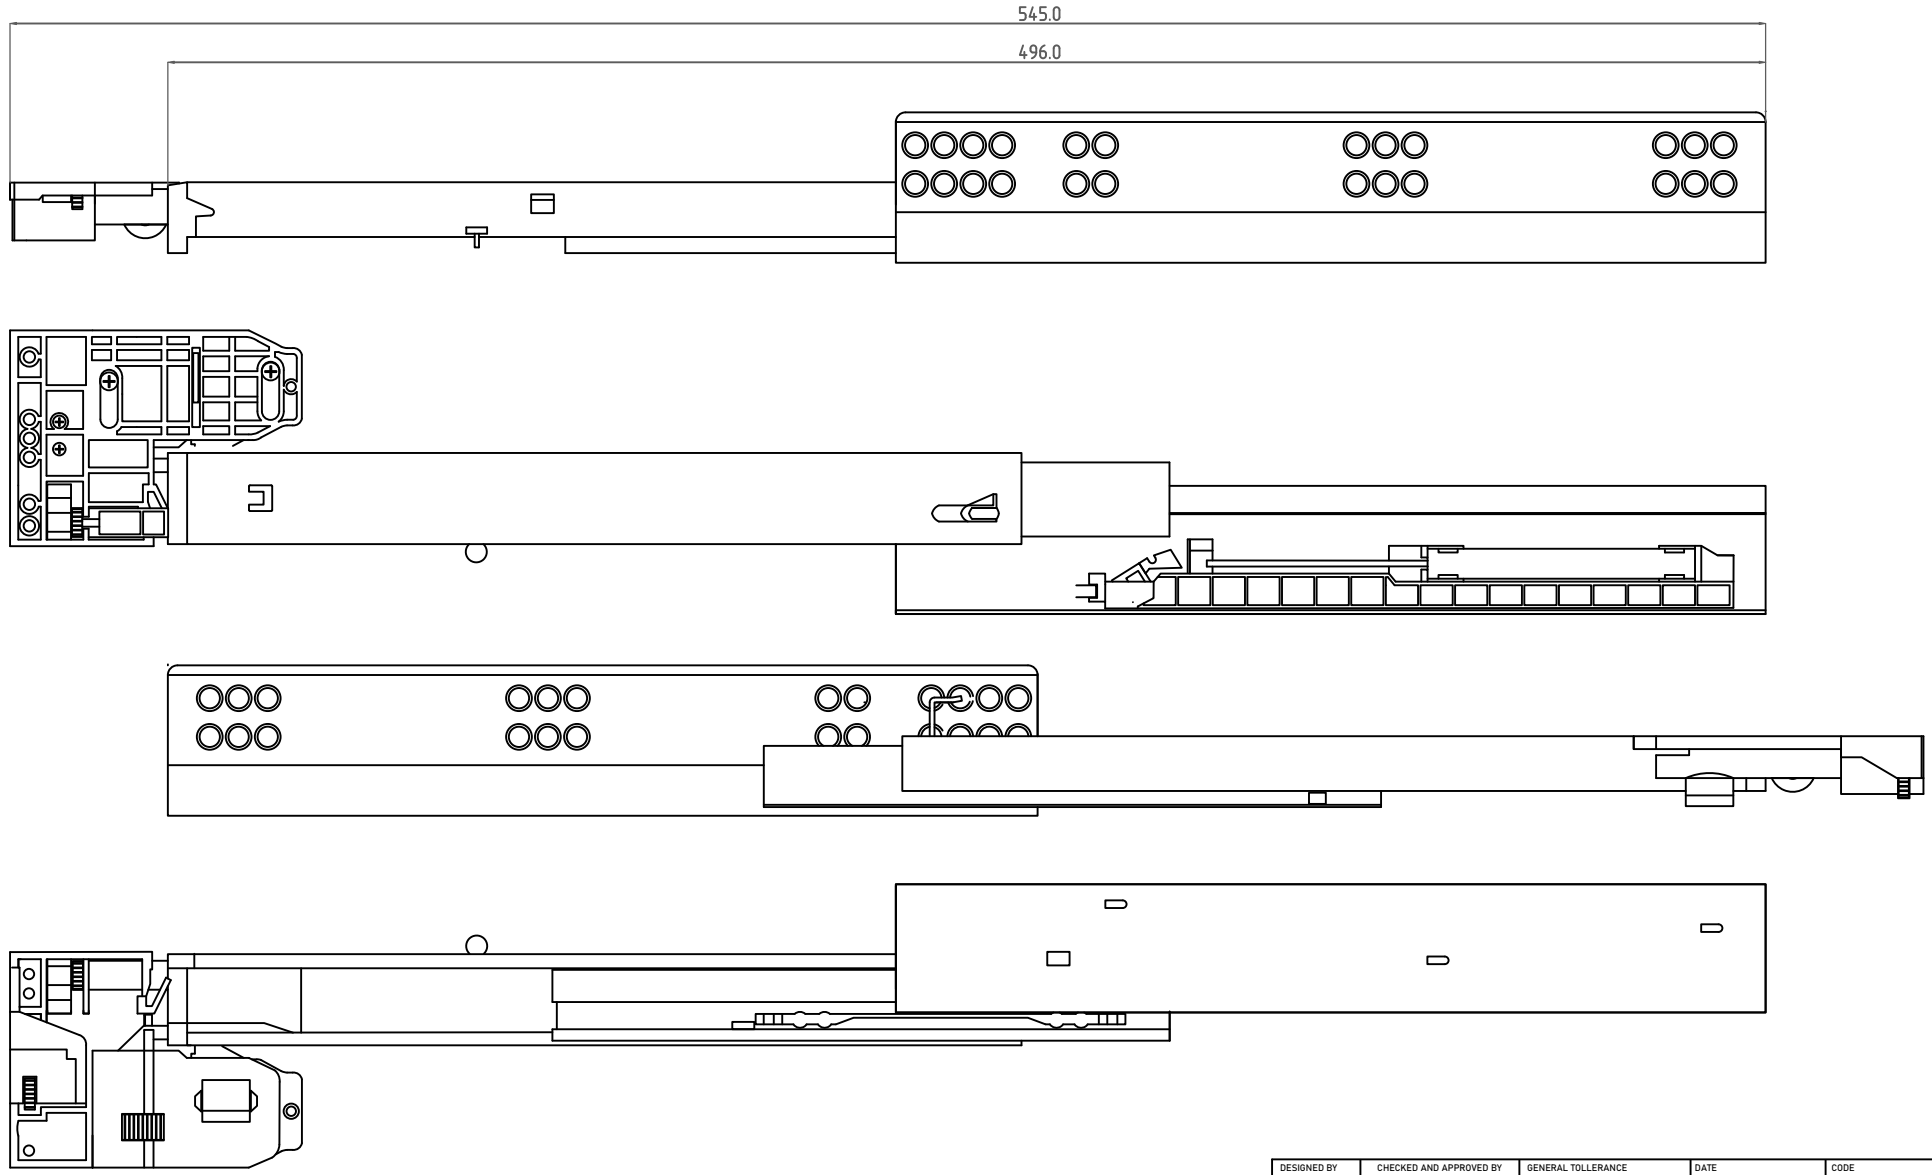 545.0
496.0
DESIGNED BY CHECKED AND APPROVED BY GENERAL TOLLERANCE DATE CODE